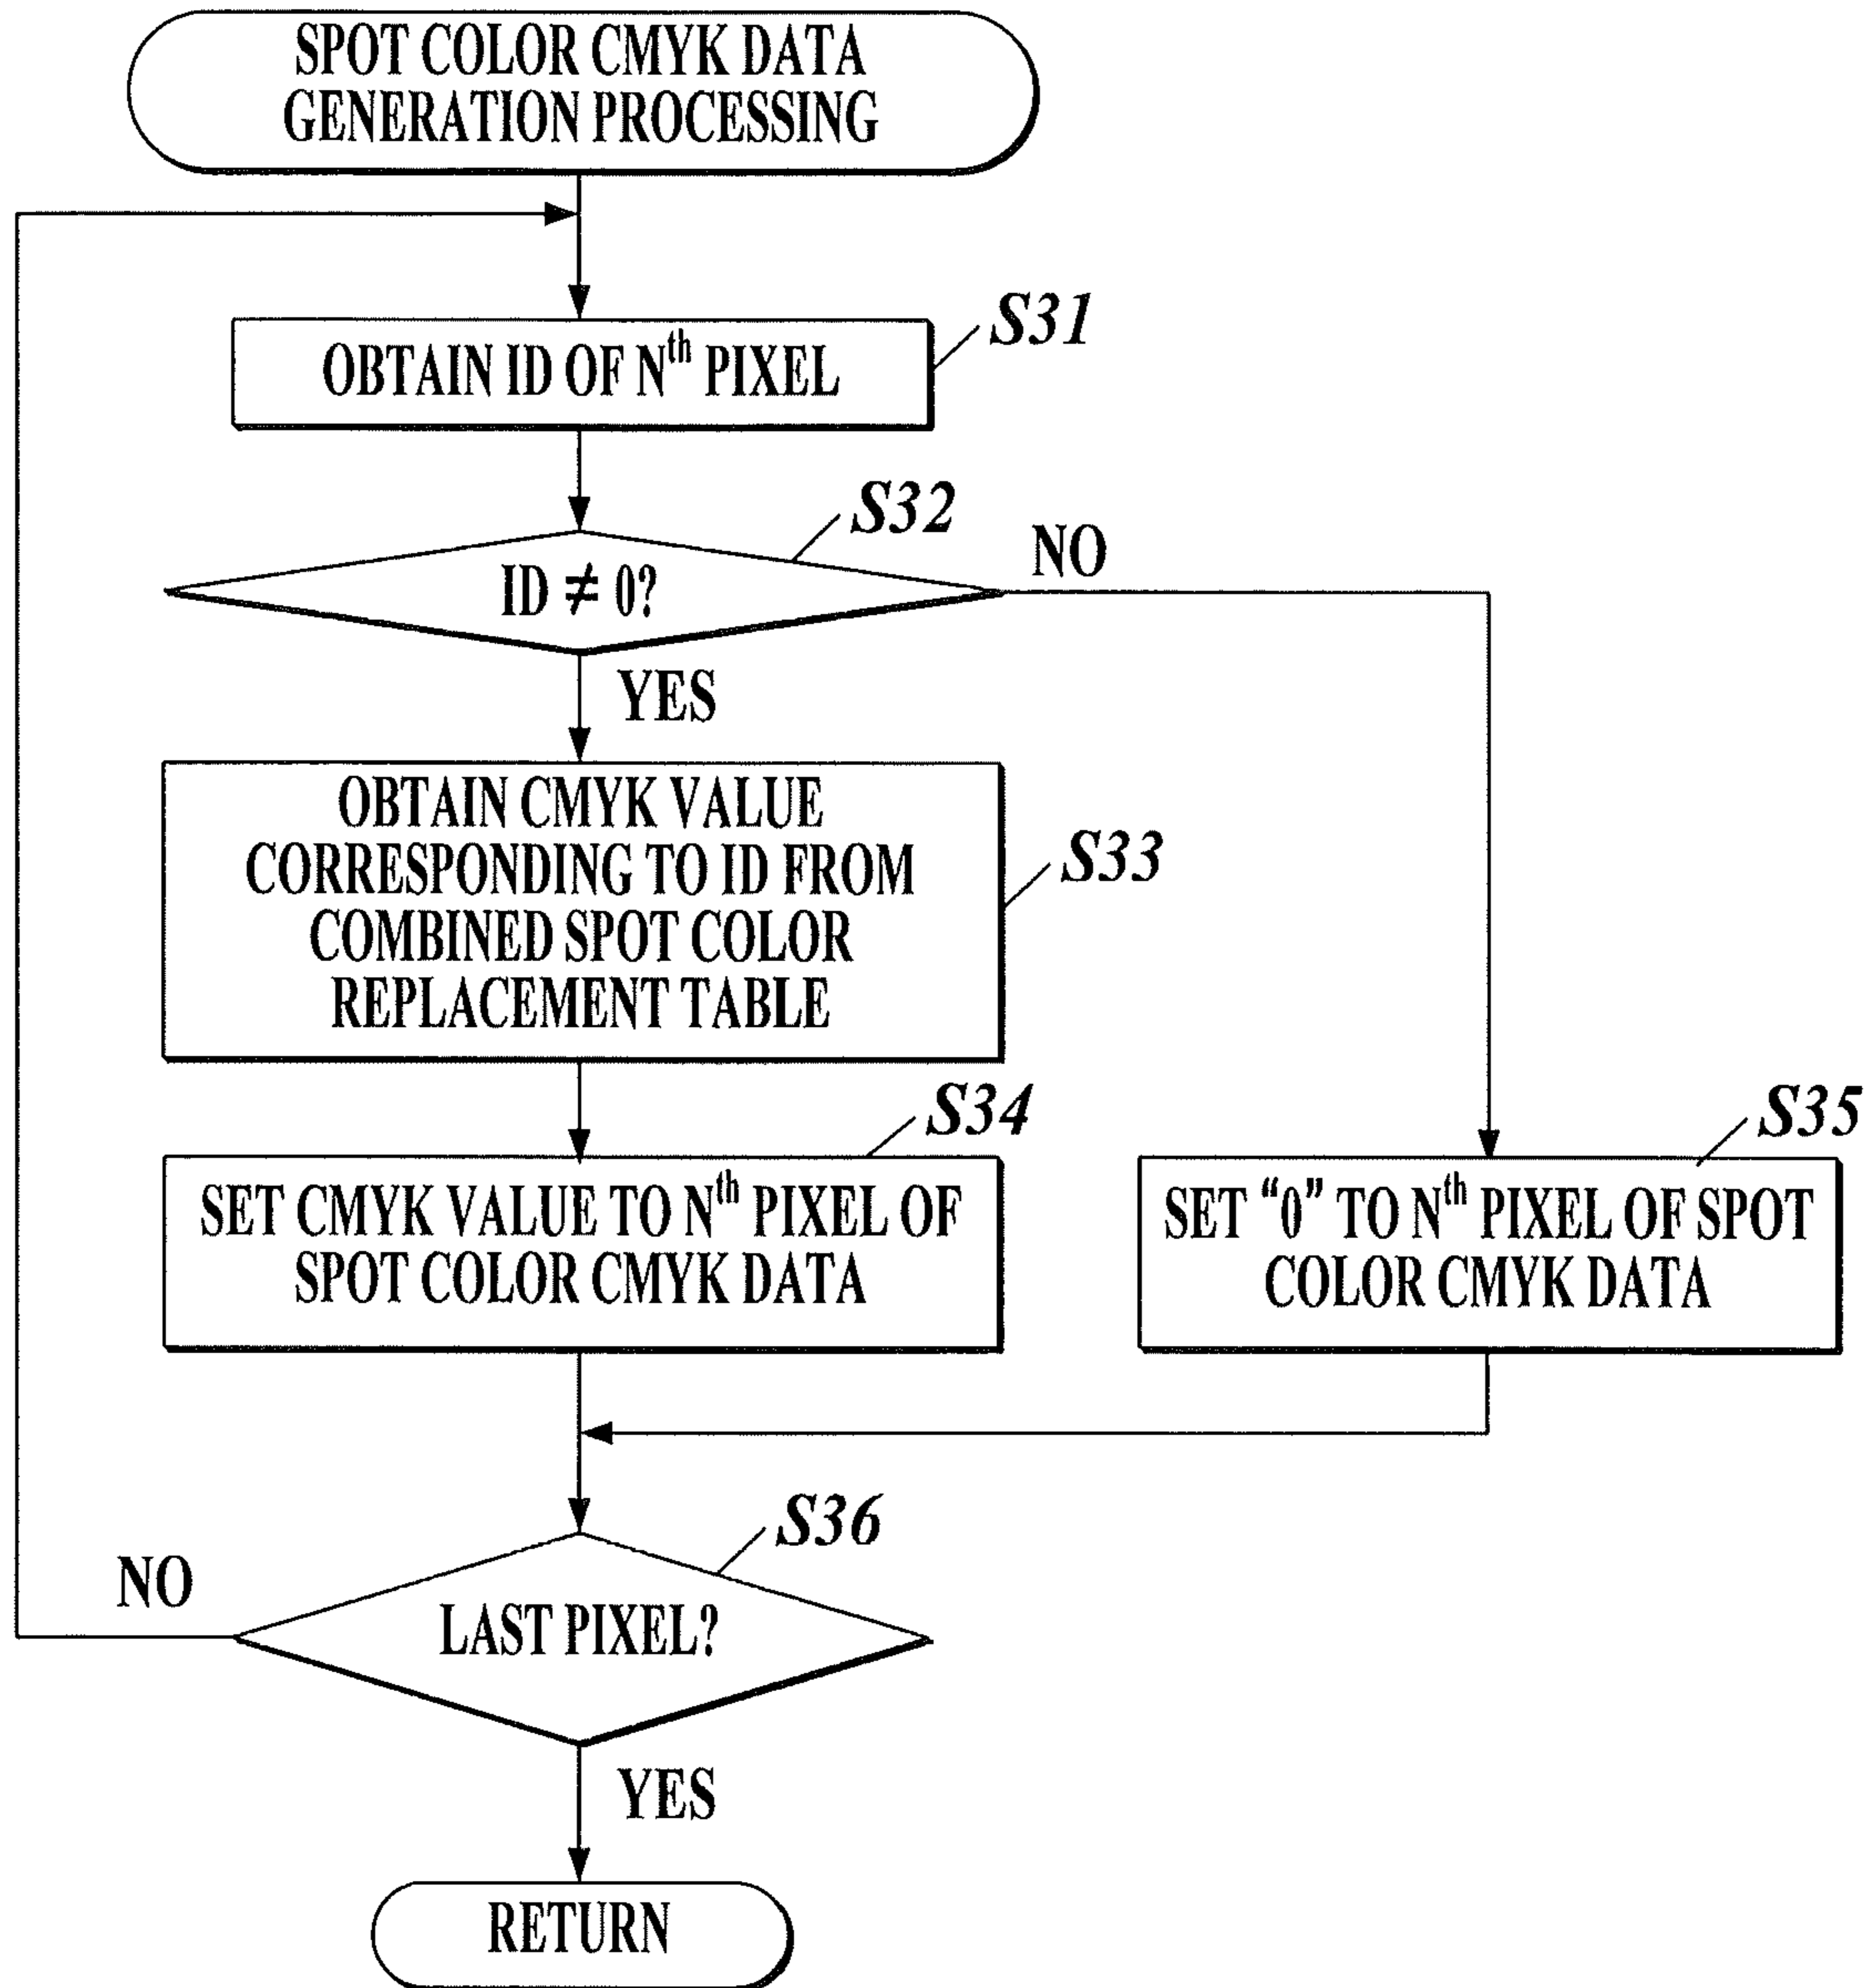 SPOT COLOR CMYK DATA
GENERATION PROCESSING
S31
OBTAIN ID OF Nth PIXEL
S32
ID ≠ 0?
NO
YES
OBTAIN CMYK VALUE
CORRESPONDING TO ID FROM
COMBINED SPOT COLOR
REPLACEMENT TABLE
S33
S34
SET CMYK VALUE TO Nth PIXEL OF
SPOT COLOR CMYK DATA
S35
SET “0” TO Nth PIXEL OF SPOT
COLOR CMYK DATA
S36
LAST PIXEL?
NO
YES
RETURN